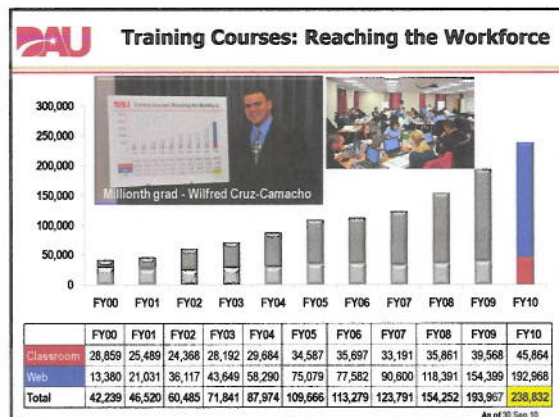 DAU Training Courses: Reaching the Workforce
300,000
250,000
200,000
150,000
100,000
50,000
0
DAU Training Courses: Reaching the Workforce
Millionth grad - Wilfred Cruz-Camacho
FY00 FY01 FY02 FY03 FY04 FY05 FY06 FY07 FY08 FY09 FY10
FY00 FY01 FY02 FY03 FY04 FY05 FY06 FY07 FY08 FY09 FY10
Classroom 28,859 25,489 24,368 28,192 29,684 34,587 35,697 33,191 35,861 39,568 45,864
Web 13,380 21,031 36,117 43,649 58,290 75,079 77,582 90,600 118,391 154,399 192,968
Total 42,239 46,520 60,485 71,841 87,974 109,666 113,279 123,791 154,252 193,967 238,832
As of 30 Sep 10